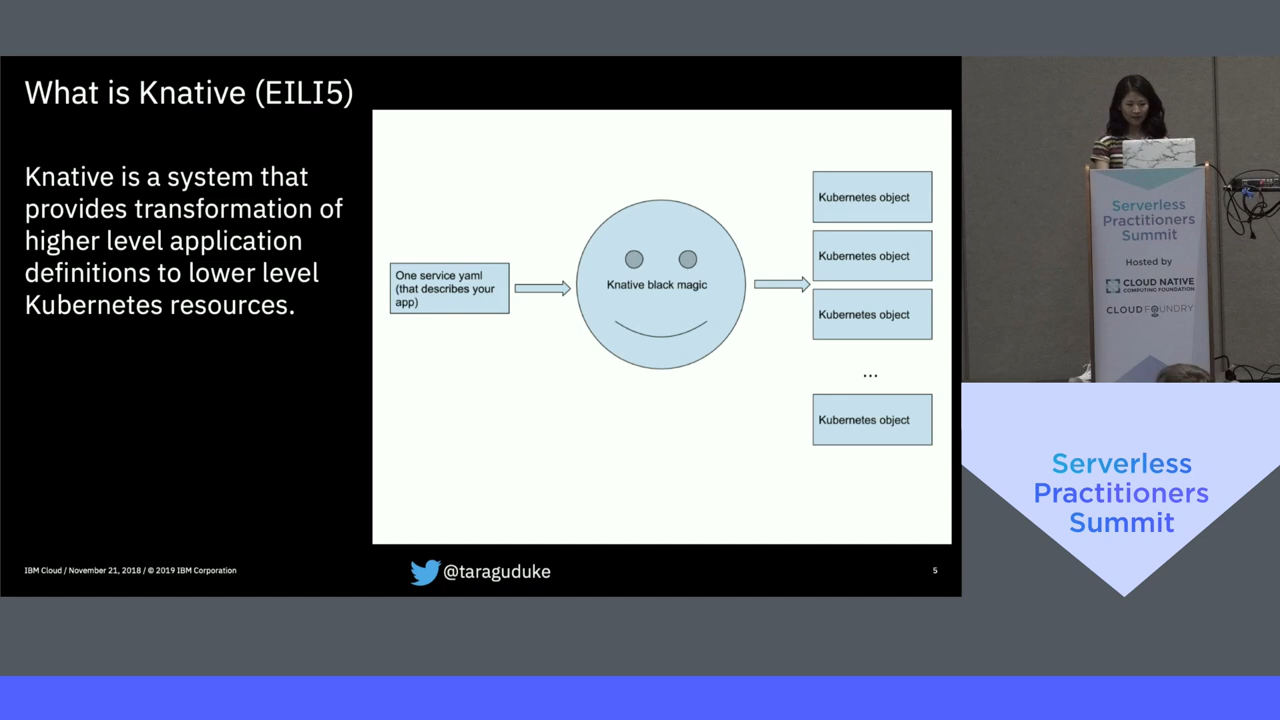 What is Knative (EILI5)
Knative is a system that
provides transformation of
higher level application
definitions to lower level
Kubernetes resources.
One service yaml
(that describes your
app)
Knative black magic
Kubernetes object
Kubernetes object
Kubernetes object
...
Kubernetes object
IBM Cloud / November 21, 2018 / © 2019 IBM Corporation
@taraguduke
5
Serverless
Practitioners
Summit
Hosted by
CLOUD NATIVE
COMPUTING FOUNDATION
CLOUD FOUNDRY
Serverless
Practitioners
Summit